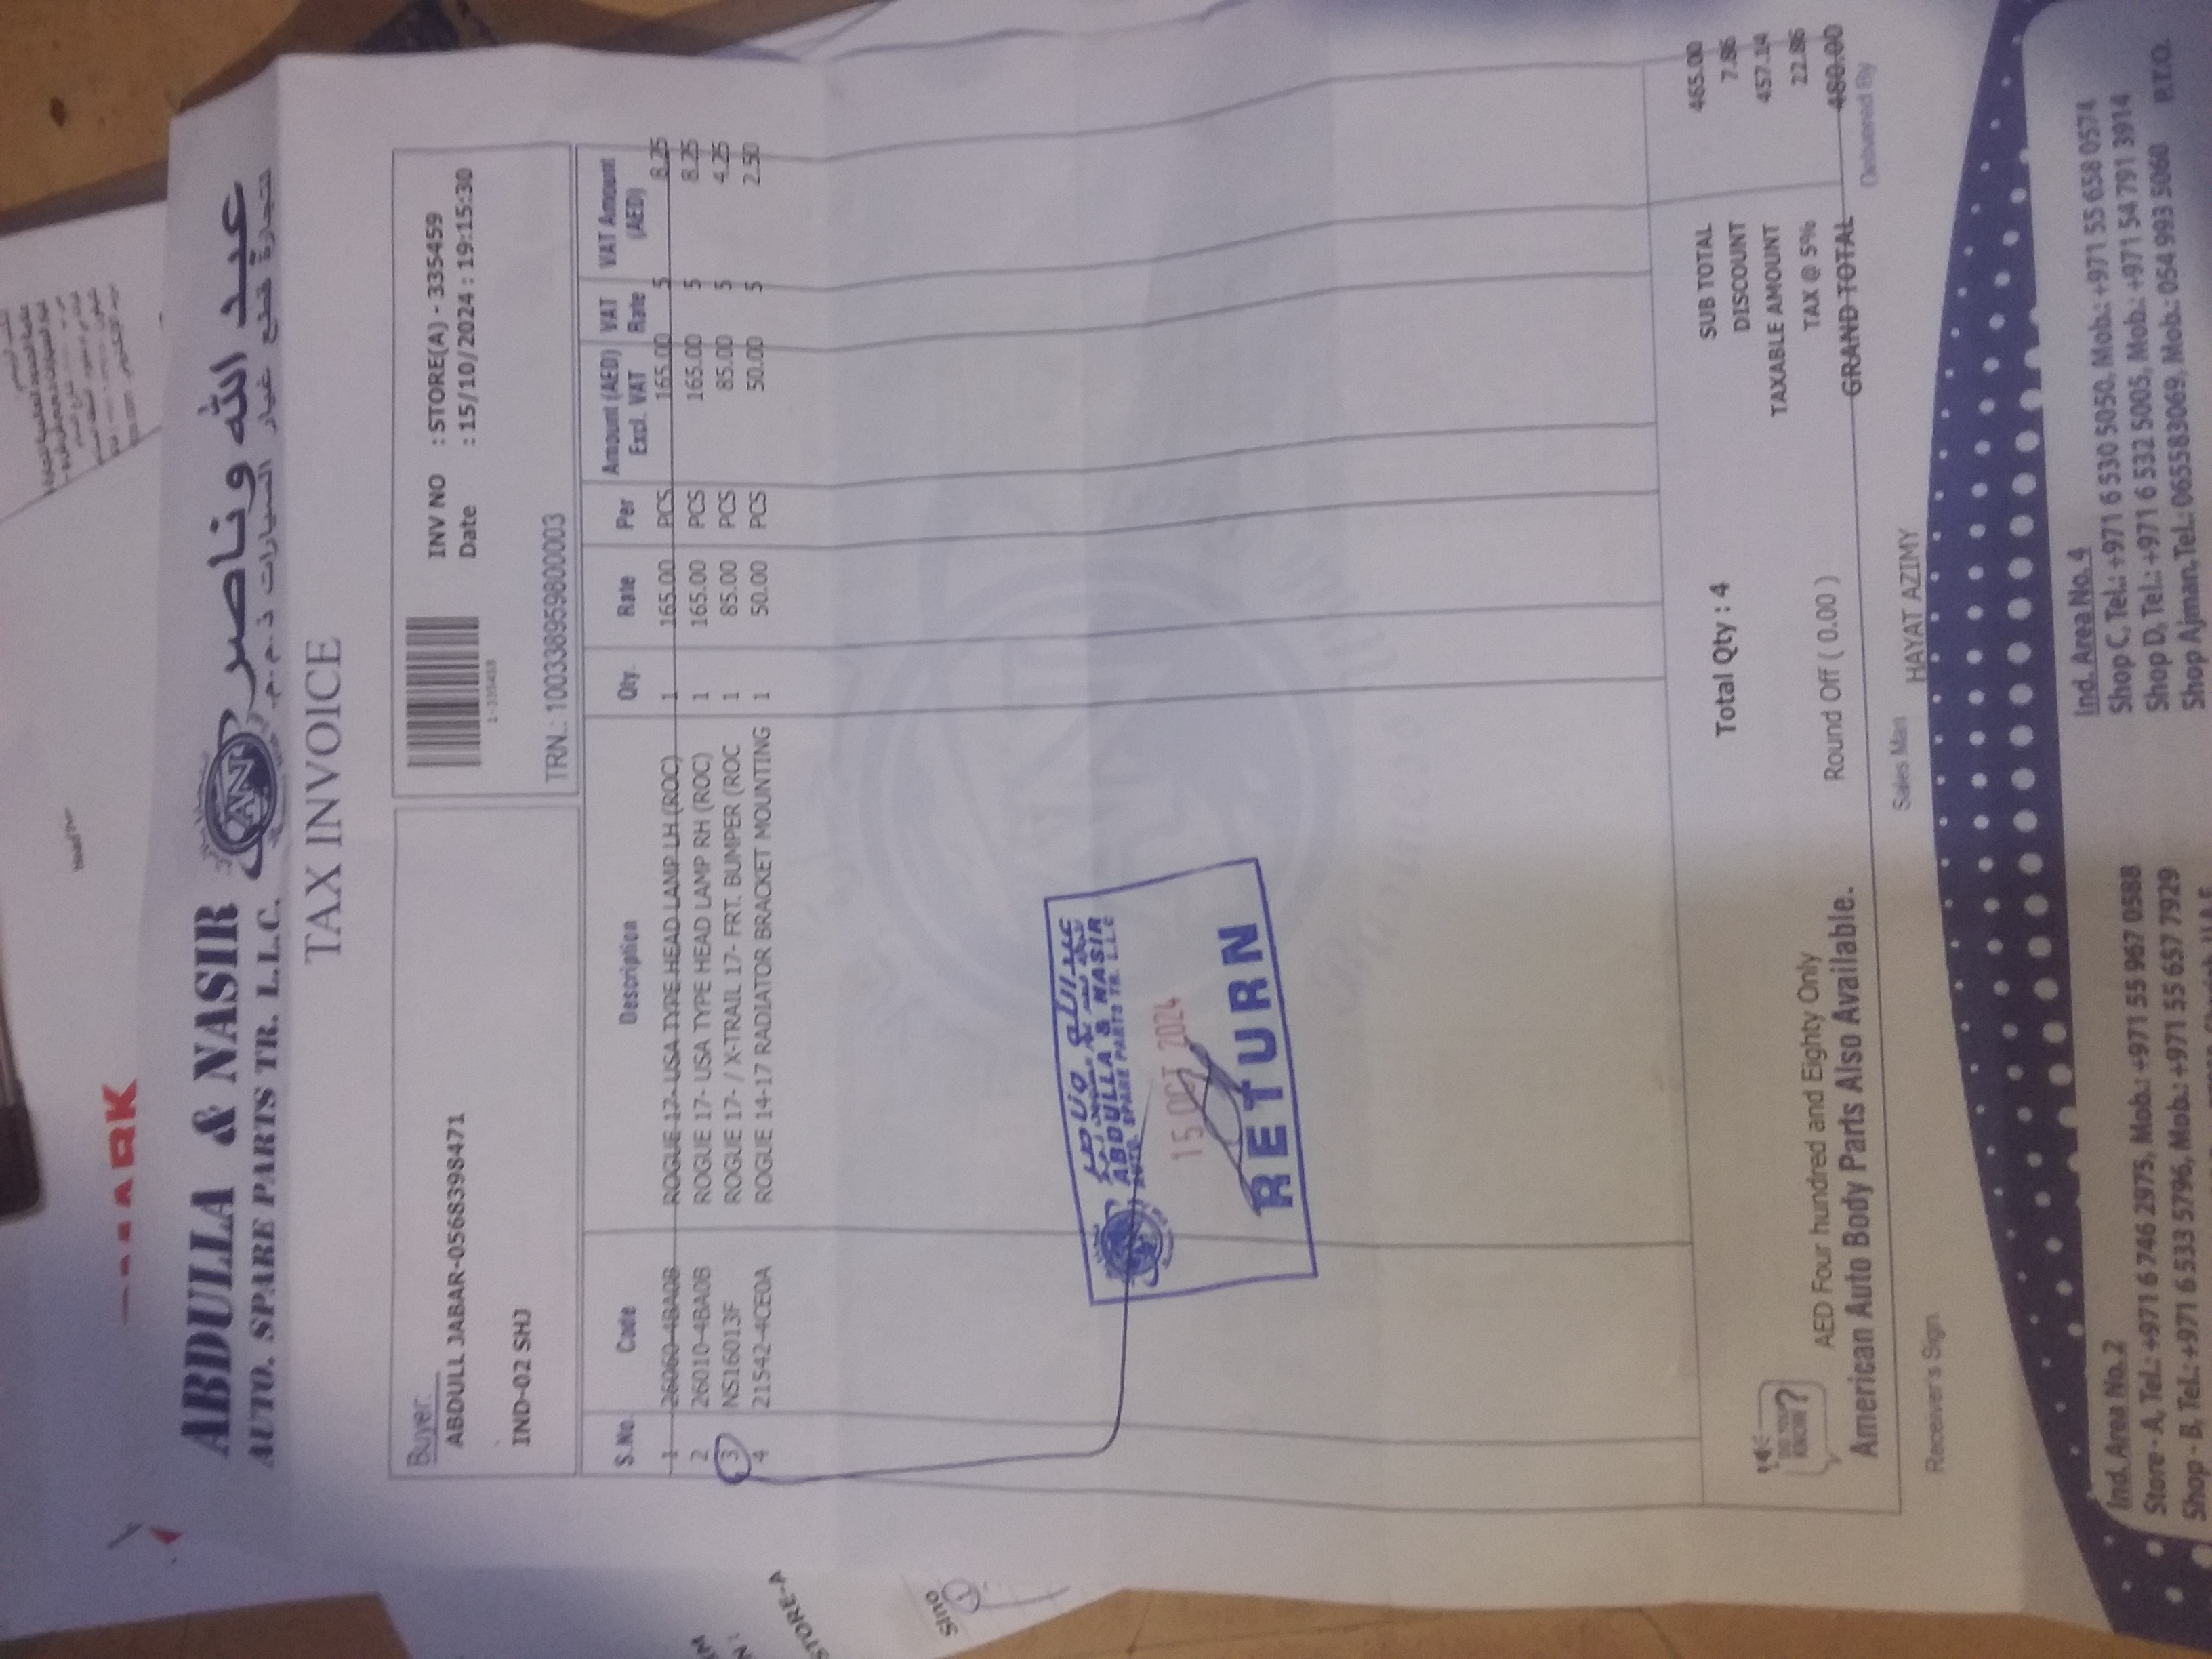 ABDULLA & NASIR
AUTO. SPARE PARTS TR. L.L.C.
عبد الله وناصر
لتجارة قطع غيار السيارات ذ.م.م.
AN
TAX INVOICE
Buyer:
ABDULL JABAR-0568398471
IND-02 SHJ
1-335459
INV NO : STORE(A) - 335459
Date : 15/10/2024 : 19:15:30
TRN.: 100338959800003
S.No. Code Description Qty. Rate Per Amount (AED) Excl. VAT VAT Rate VAT Amount (AED)
1 26060-4BA0B ROGUE 17- USA TYPE HEAD LAMP LH (ROC) 1 165.00 PCS 165.00 5 8.25
2 26010-4BA0B ROGUE 17- USA TYPE HEAD LAMP RH (ROC) 1 165.00 PCS 165.00 5 8.25
3 NS16013F ROGUE 17- / X-TRAIL 17- FRT. BUMPER (ROC 1 85.00 PCS 85.00 5 4.25
4 21542-4CE0A ROGUE 14-17 RADIATOR BRACKET MOUNTING 1 50.00 PCS 50.00 5 2.50
ABDULLA & NASIR
AUTO. SPARE PARTS TR. L.L.C
15 OCT 2024
RETURN
Total Qty : 4
SUB TOTAL 465.00
DISCOUNT 7.86
TAXABLE AMOUNT 457.14
TAX @ 5% 22.86
GRAND TOTAL 480.00
DO YOU KNOW?
AED Four hundred and Eighty Only
Round Off ( 0.00 )
American Auto Body Parts Also Available.
Receiver's Sign.
Sales Man HAYAT AZIMY
Delivered By
Ind. Area No. 2
Store - A, Tel.: +971 6 746 2975, Mob.: +971 55 967 0588
Shop - B. Tel.: +971 6 533 5796, Mob.: +971 55 657 7929
Ind. Area No. 4
Shop C, Tel.: +971 6 530 5050, Mob.: +971 55 658 0574
Shop D, Tel.: +971 6 532 5005, Mob.: +971 54 791 3914
Shop Ajman, Tel.: 065583069, Mob.: 054 993 5060
P.T.O.
STORE-A
Slno
1